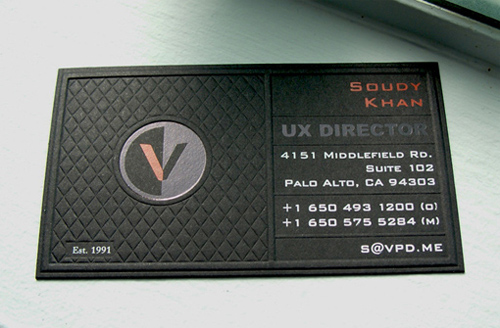 V
Est. 1991
Soudy
Khan
UX DIRECTOR
4151 Middlefield Rd.
Suite 102
Palo Alto, CA 94303
+1 650 493 1200 (O)
+1 650 575 5284 (M)
S@VPD.ME